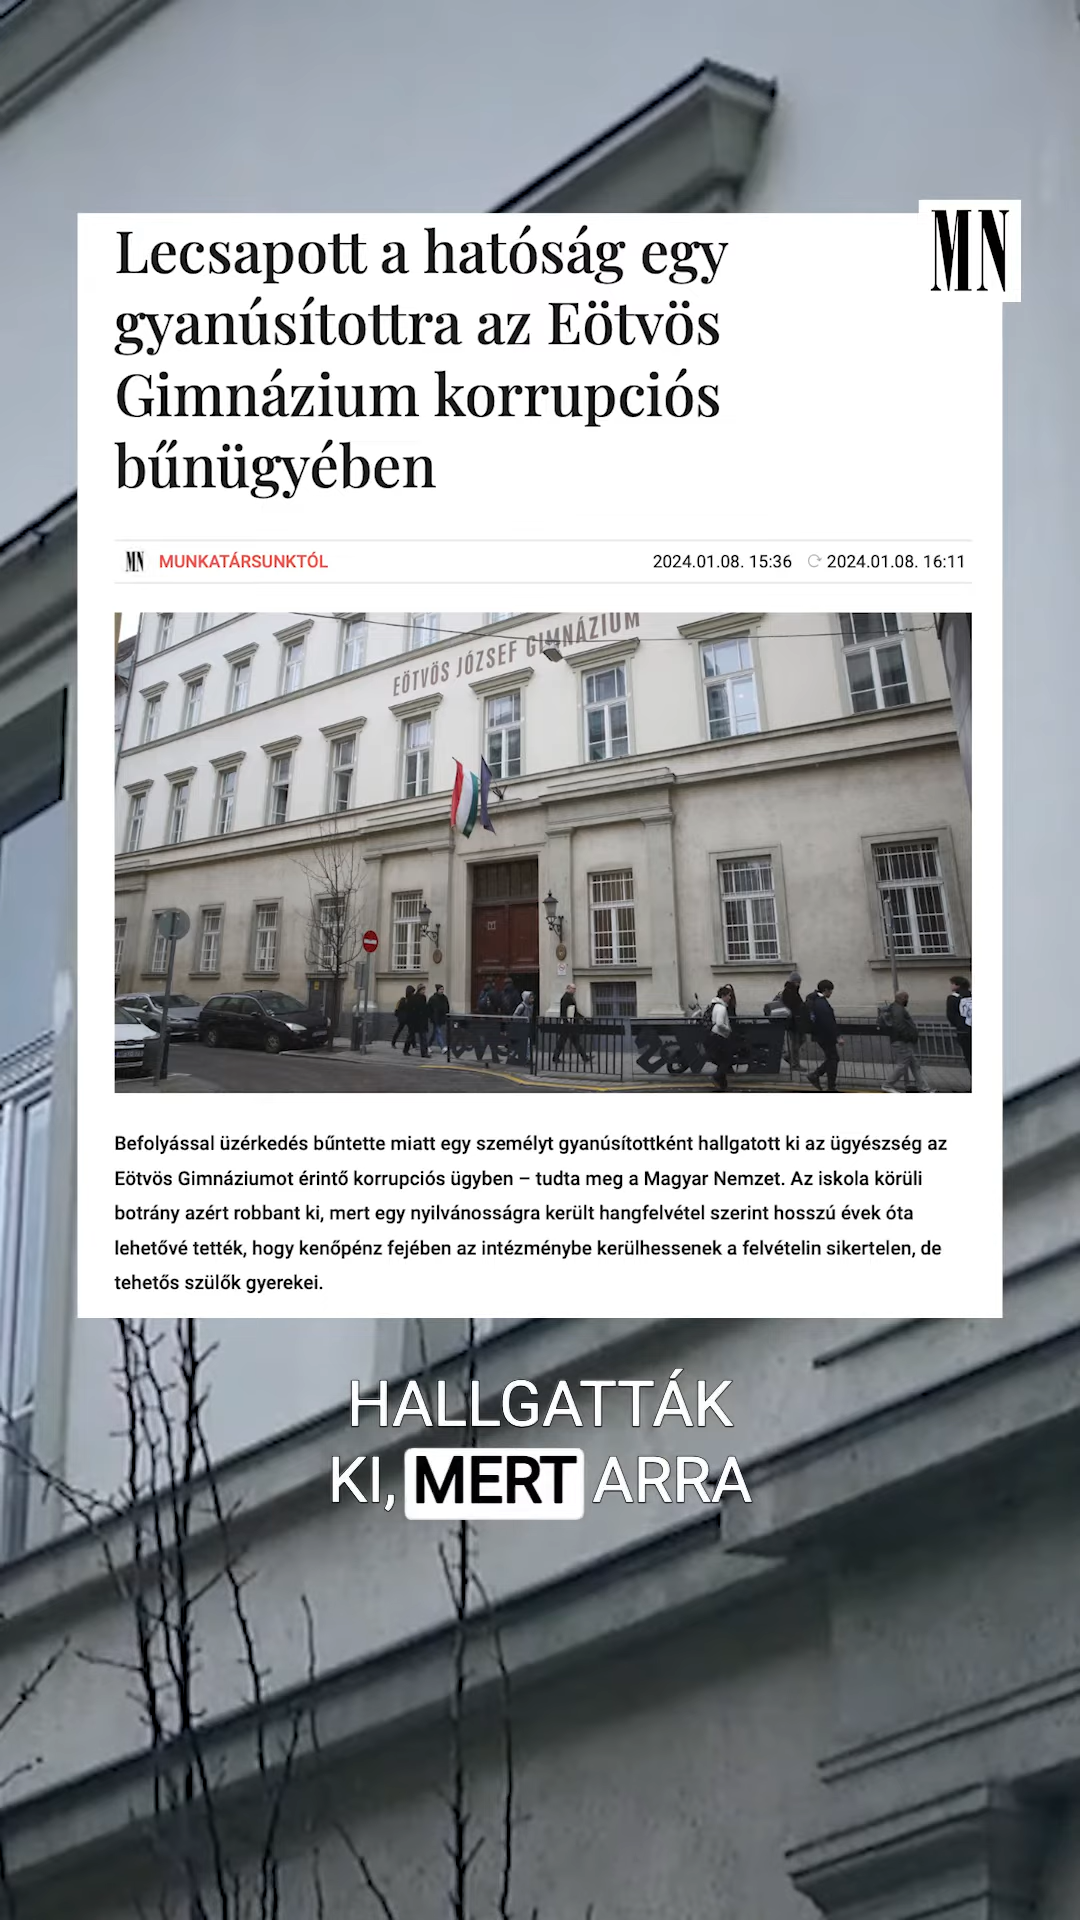 MN
Lecsapott a hatóság egy
gyanúsítottra az Eötvös
Gimnázium korrupciós
bűnügyében
MN MUNKATÁRSUNKTÓL 2024.01.08. 15:36 2024.01.08. 16:11
EÖTVÖS JÓZSEF GIMNÁZIUM
Befolyással üzérkedés bűntette miatt egy személyt gyanúsítottként hallgatott ki az ügyészség az
Eötvös Gimnáziumot érintő korrupciós ügyben – tudta meg a Magyar Nemzet. Az iskola körüli
botrány azért robbant ki, mert egy nyilvánosságra került hangfelvétel szerint hosszú évek óta
lehetővé tették, hogy kenőpénz fejében az intézménybe kerülhessenek a felvételin sikertelen, de
tehetős szülők gyerekei.
HALLGATTÁK
KI, MERT ARRA